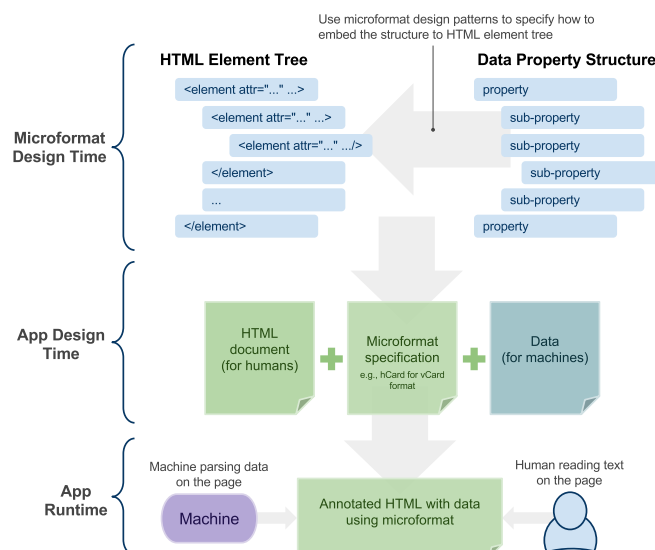 Use microformat design patterns to specify how to
embed the structure to HTML element tree
HTML Element Tree
Data Property Structure
Microformat
Design Time
<element attr="..." ...>
<element attr="..." ...>
<element attr="..." .../>
</element>
...
</element>
property
sub-property
sub-property
sub-property
sub-property
property
App Design
Time
HTML
document
(for humans)
Microformat
specification
e.g., hCard for vCard
format
Data
(for machines)
App
Runtime
Machine parsing data
on the page
Machine
Annotated HTML with data
using microformat
Human reading text
on the page